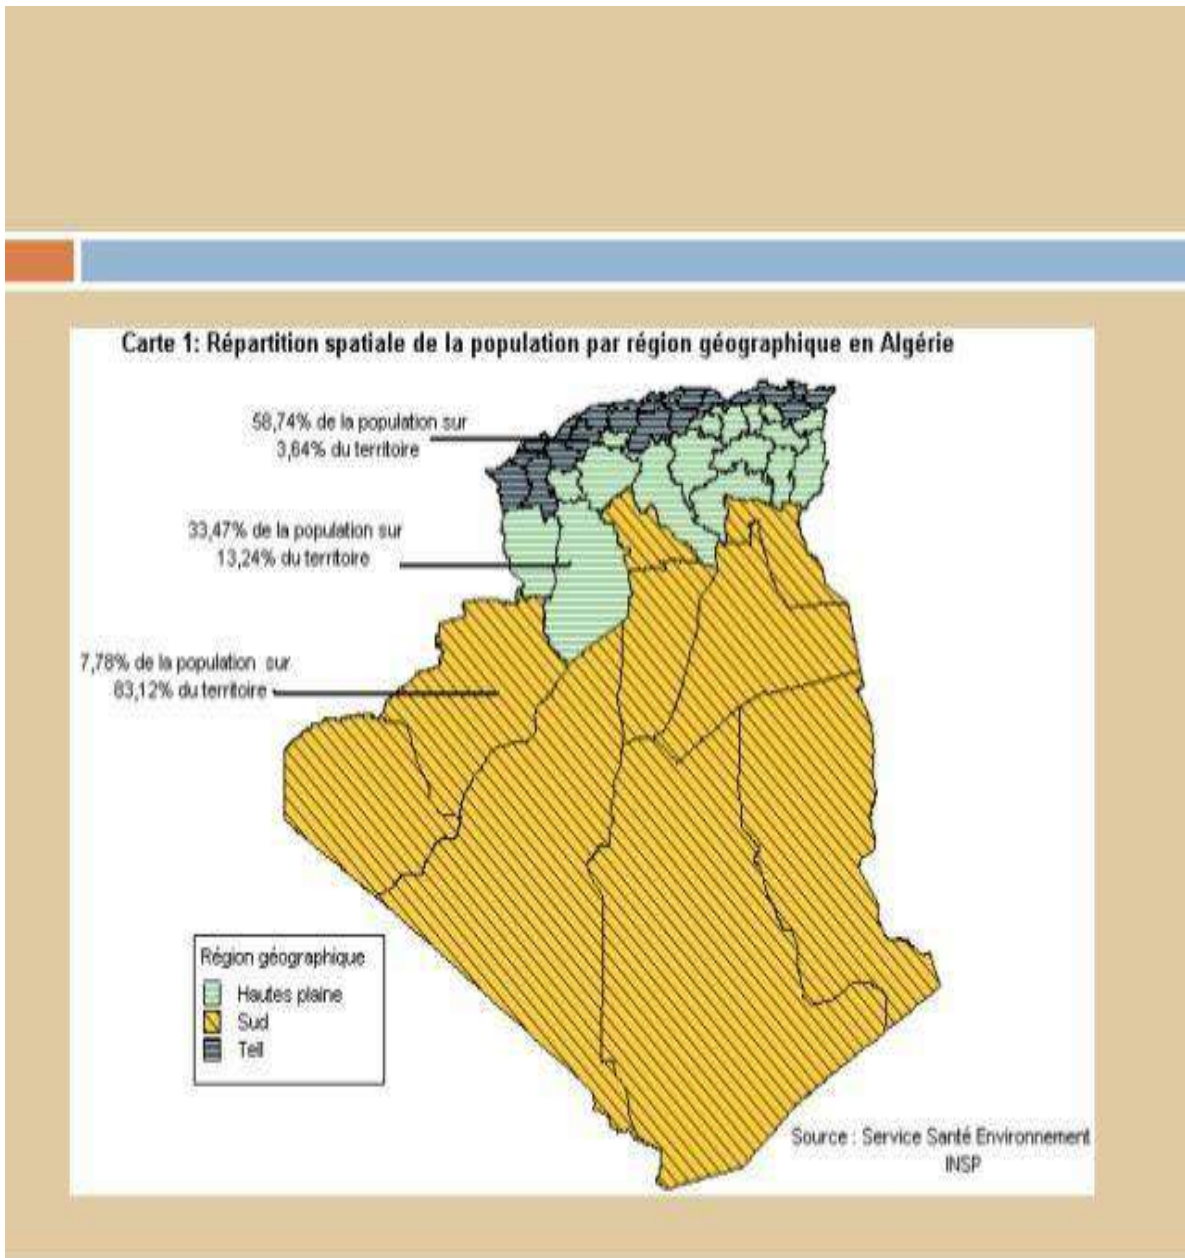 Carte 1: Répartition spatiale de la population par région géographique en Algérie
58,74% de la population sur
3,64% du territoire
33,47% de la population sur
13,24% du territoire
7,78% de la population sur
83,12% du territoire
Région géographique
Hautes plaine
Sud
Tell
Source : Service Santé Environnement
INSP